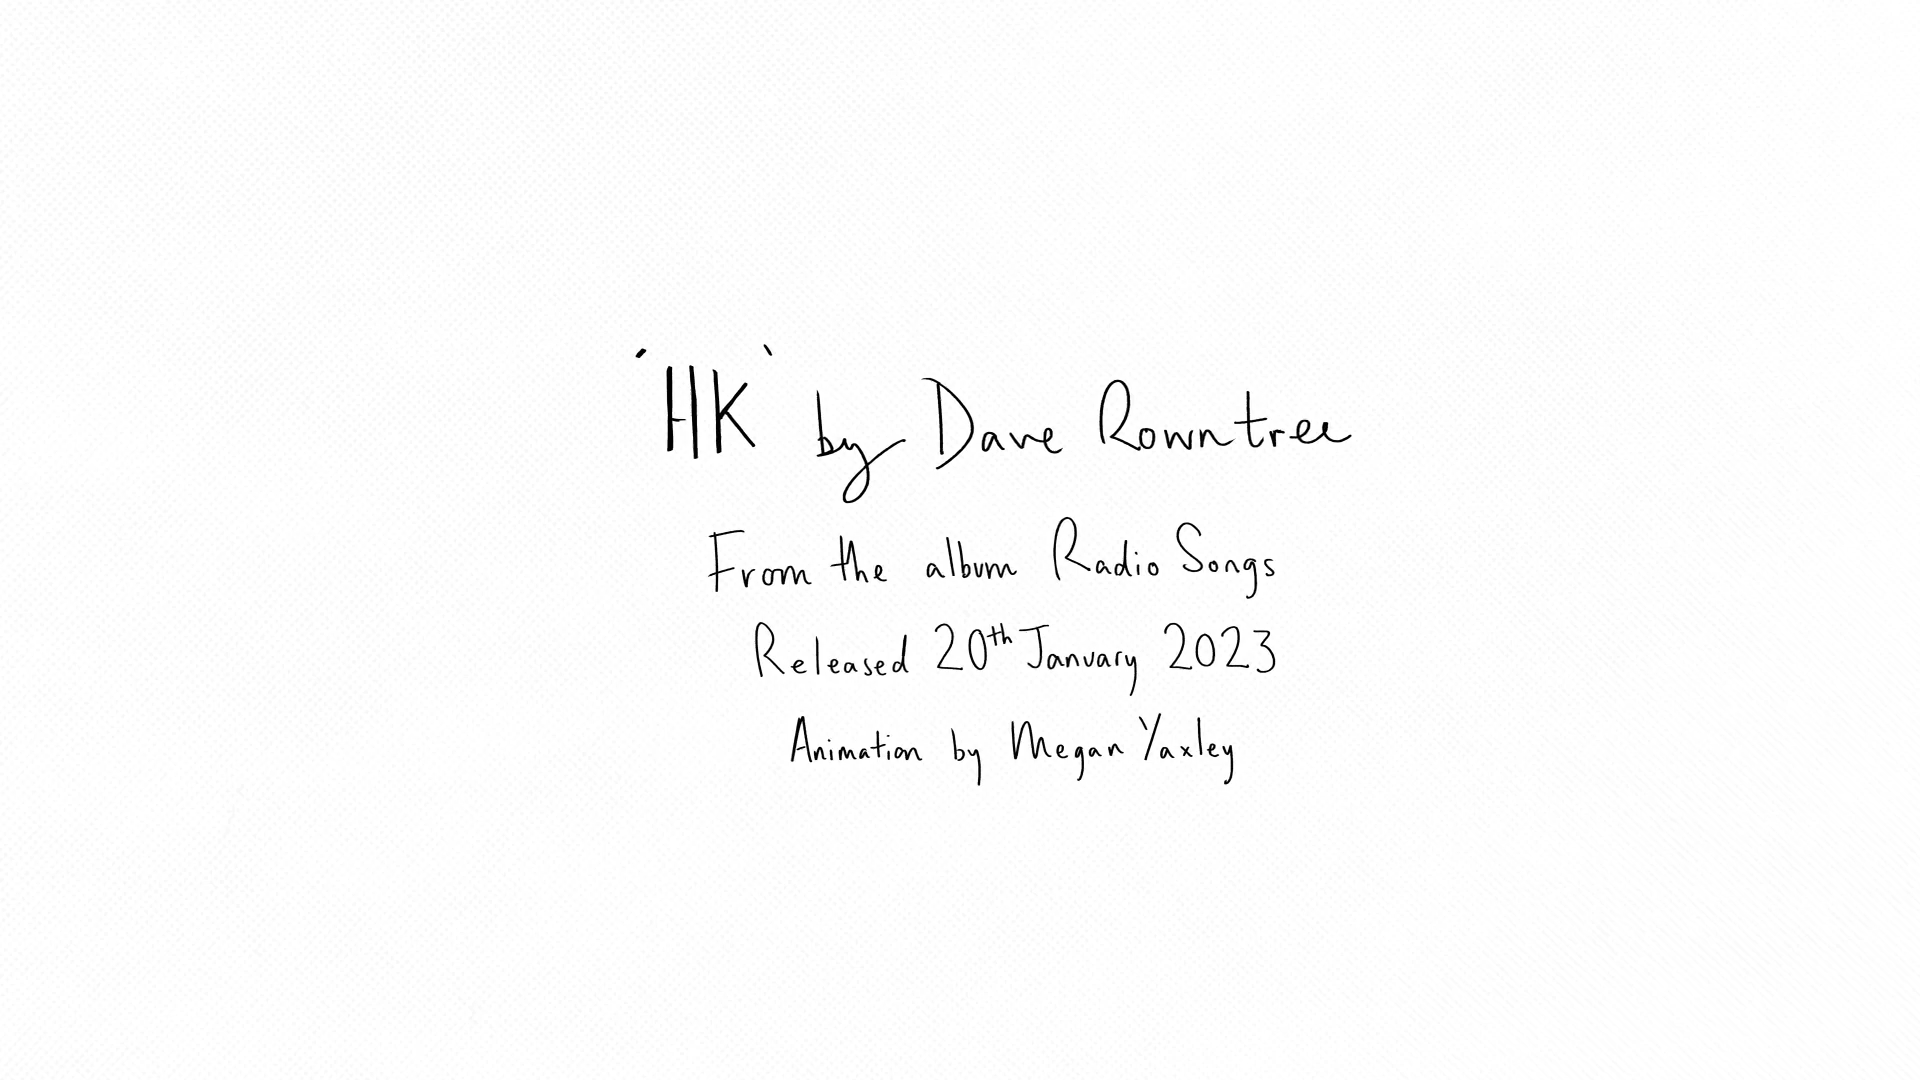 'HK' by Dave Rowntree
From the album Radio Songs
Released 20th January 2023
Animation by Megan Yaxley